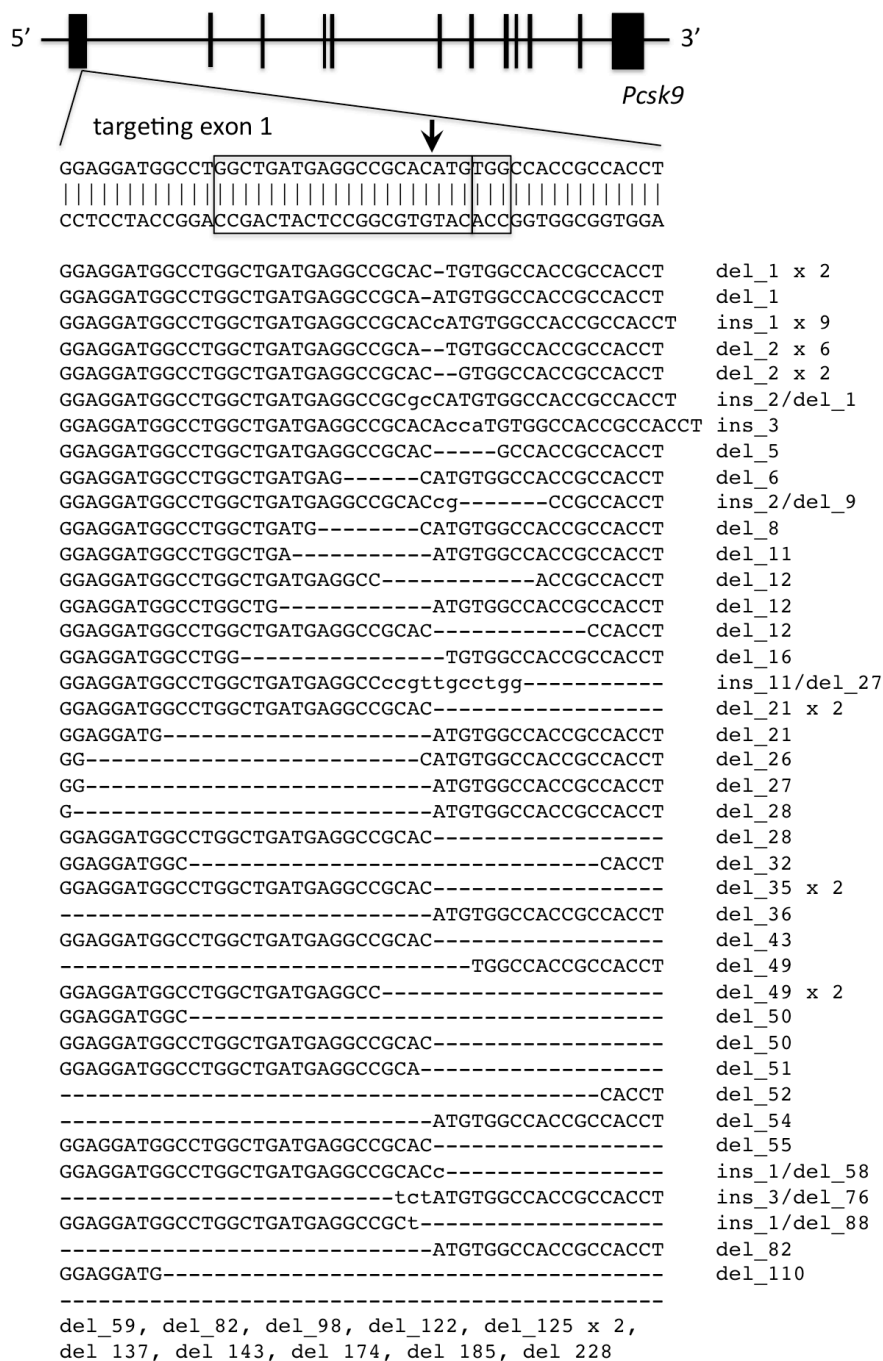 5’ 3’
Pcsk9
targeting exon 1
GGAGGATGGCCTGGCTGATGAGGCCGCACATGTGGCCACCGCCACCT
CCTCCTACCGGACCGACTACTCCGGCGTGTACACCGGTGGCGGTGGA
GGAGGATGGCCTGGCTGATGAGGCCGCAC-TGTGGCCACCGCCACCT del_1 x 2
GGAGGATGGCCTGGCTGATGAGGCCGCA-ATGTGGCCACCGCCACCT del_1
GGAGGATGGCCTGGCTGATGAGGCCGCACcATGTGGCCACCGCCACCT ins_1 x 9
GGAGGATGGCCTGGCTGATGAGGCCGCA--TGTGGCCACCGCCACCT del_2 x 6
GGAGGATGGCCTGGCTGATGAGGCCGCAC--GTGGCCACCGCCACCT del_2 x 2
GGAGGATGGCCTGGCTGATGAGGCCGCgcCATGTGGCCACCGCCACCT ins_2/del_1
GGAGGATGGCCTGGCTGATGAGGCCGCACAccaTGTGGCCACCGCCACCT ins_3
GGAGGATGGCCTGGCTGATGAGGCCGCAC-----GCCACCGCCACCT del_5
GGAGGATGGCCTGGCTGATGAG------CATGTGGCCACCGCCACCT del_6
GGAGGATGGCCTGGCTGATGAGGCCGCACcg-------CCGCCACCT ins_2/del_9
GGAGGATGGCCTGGCTGATG--------CATGTGGCCACCGCCACCT del_8
GGAGGATGGCCTGGCTGA-----------ATGTGGCCACCGCCACCT del_11
GGAGGATGGCCTGGCTGATGAGGCC------------ACCGCCACCT del_12
GGAGGATGGCCTGGCTG------------ATGTGGCCACCGCCACCT del_12
GGAGGATGGCCTGGCTGATGAGGCCGCAC------------CCACCT del_12
GGAGGATGGCCTGG----------------TGTGGCCACCGCCACCT del_16
GGAGGATGGCCTGGCTGATGAGGCCccgttgcctgg----------- ins_11/del_27
GGAGGATGGCCTGGCTGATGAGGCCGCAC------------------ del_21 x 2
GGAGGATG---------------------ATGTGGCCACCGCCACCT del_21
GG--------------------------CATGTGGCCACCGCCACCT del_26
GG---------------------------ATGTGGCCACCGCCACCT del_27
G----------------------------ATGTGGCCACCGCCACCT del_28
GGAGGATGGCCTGGCTGATGAGGCCGCAC------------------ del_28
GGAGGATGGC--------------------------------CACCT del_32
GGAGGATGGCCTGGCTGATGAGGCCGCAC------------------ del_35 x 2
-----------------------------ATGTGGCCACCGCCACCT del_36
GGAGGATGGCCTGGCTGATGAGGCCGCAC------------------ del_43
--------------------------------TGGCCACCGCCACCT del_49
GGAGGATGGCCTGGCTGATGAGGCC---------------------- del_49 x 2
GGAGGATGGC------------------------------------- del_50
GGAGGATGGCCTGGCTGATGAGGCCGCAC------------------ del_50
GGAGGATGGCCTGGCTGATGAGGCCGCA------------------- del_51
------------------------------------------CACCT del_52
-----------------------------ATGTGGCCACCGCCACCT del_54
GGAGGATGGCCTGGCTGATGAGGCCGCAC------------------ del_55
GGAGGATGGCCTGGCTGATGAGGCCGCACc----------------- ins_1/del_58
--------------------------tctATGTGGCCACCGCCACCT ins_3/del_76
GGAGGATGGCCTGGCTGATGAGGCCGCt------------------- ins_1/del_88
-----------------------------ATGTGGCCACCGCCACCT del_82
GGAGGATG--------------------------------------- del_110
-----------------------------------------------
del_59, del_82, del_98, del_122, del_125 x 2,
del_137, del_143, del_174, del_185, del_228